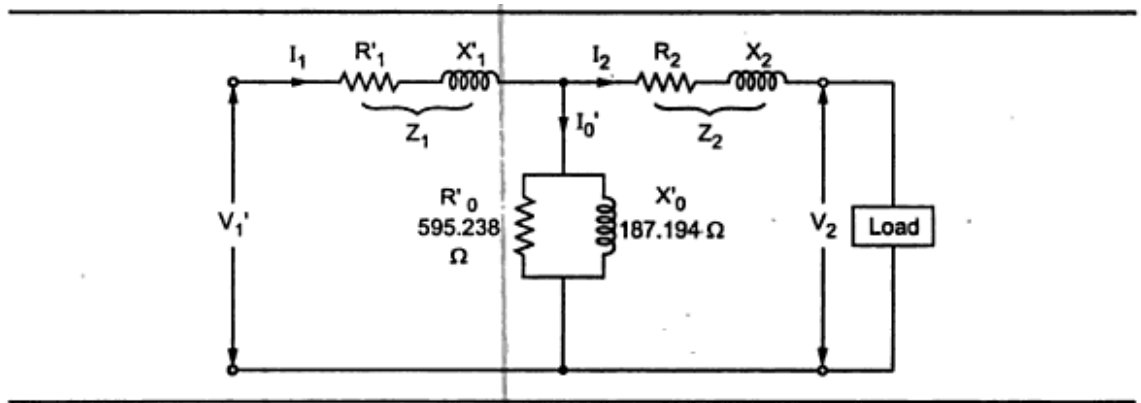 I1 R'1 X'1 I2 R2 X2
Z1 I0' Z2
V1' R'0 595.238 Ω X'0 187.194 Ω V2 Load